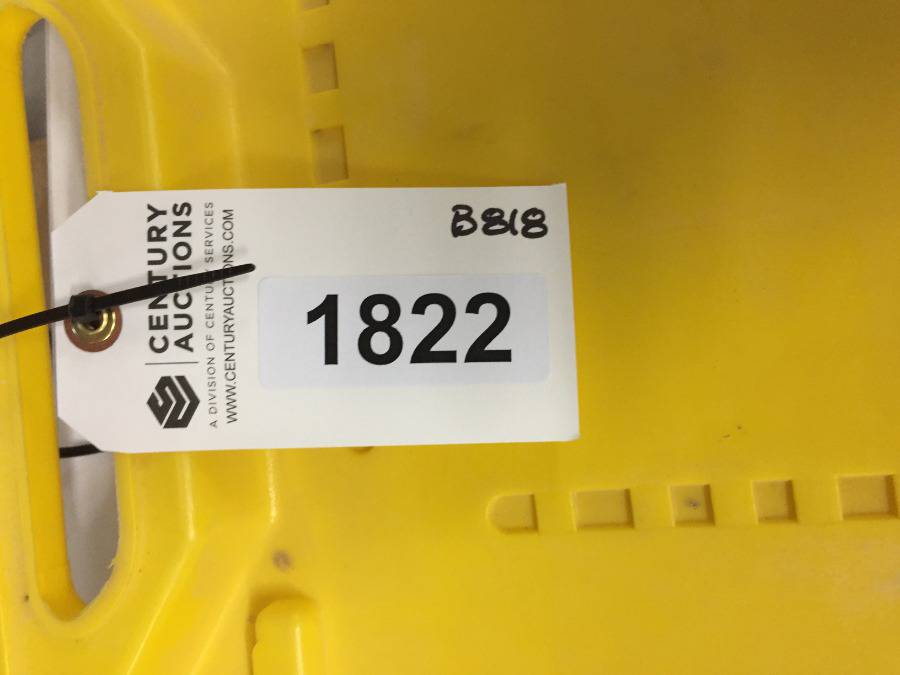 CENTURY
AUCTIONS
A DIVISION OF CENTURY SERVICES
WWW.CENTURYAUCTIONS.COM
B818
1822